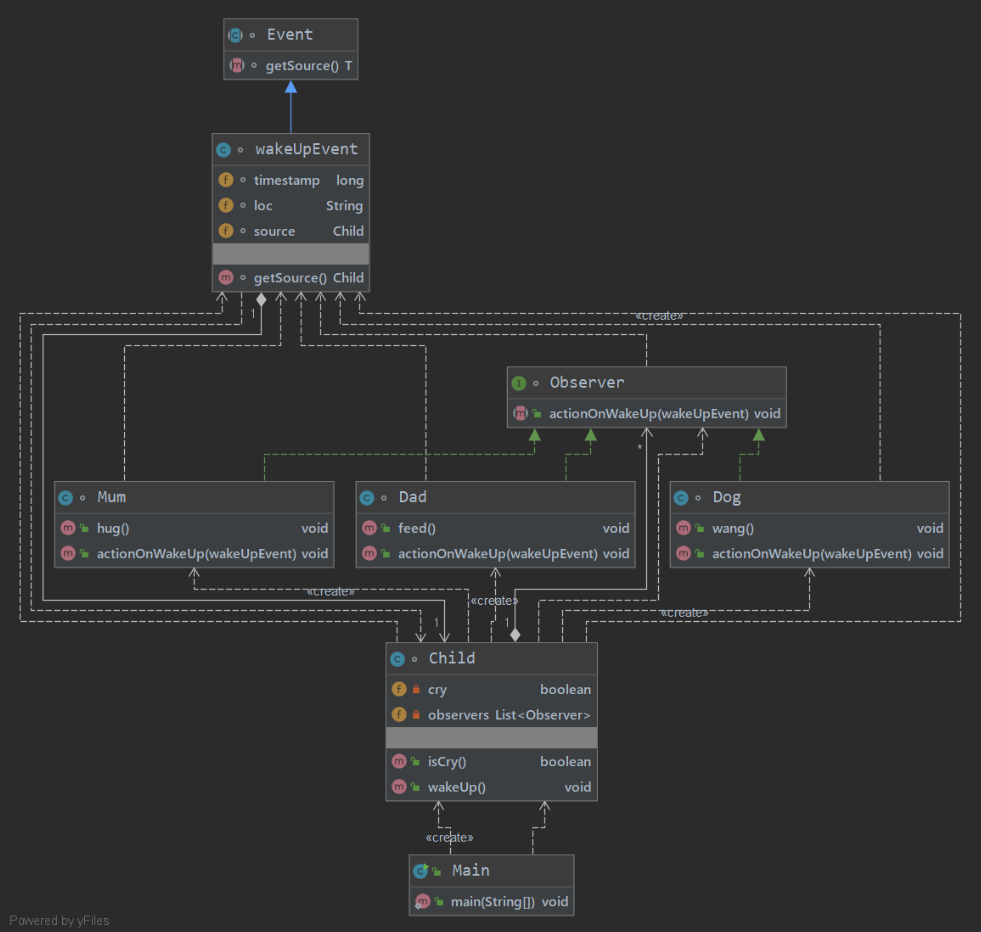 Event
getSource() T
wakeUpEvent
timestamp long
loc String
source Child
getSource() Child
1
«create»
Observer
actionOnWakeUp(wakeUpEvent) void
*
Mum
hug() void
actionOnWakeUp(wakeUpEvent) void
Dad
feed() void
actionOnWakeUp(wakeUpEvent) void
Dog
wang() void
actionOnWakeUp(wakeUpEvent) void
«create»
«create»
«create»
1
1
Child
cry boolean
observers List<Observer>
isCry() boolean
wakeUp() void
«create»
Main
main(String[]) void
Powered by yFiles